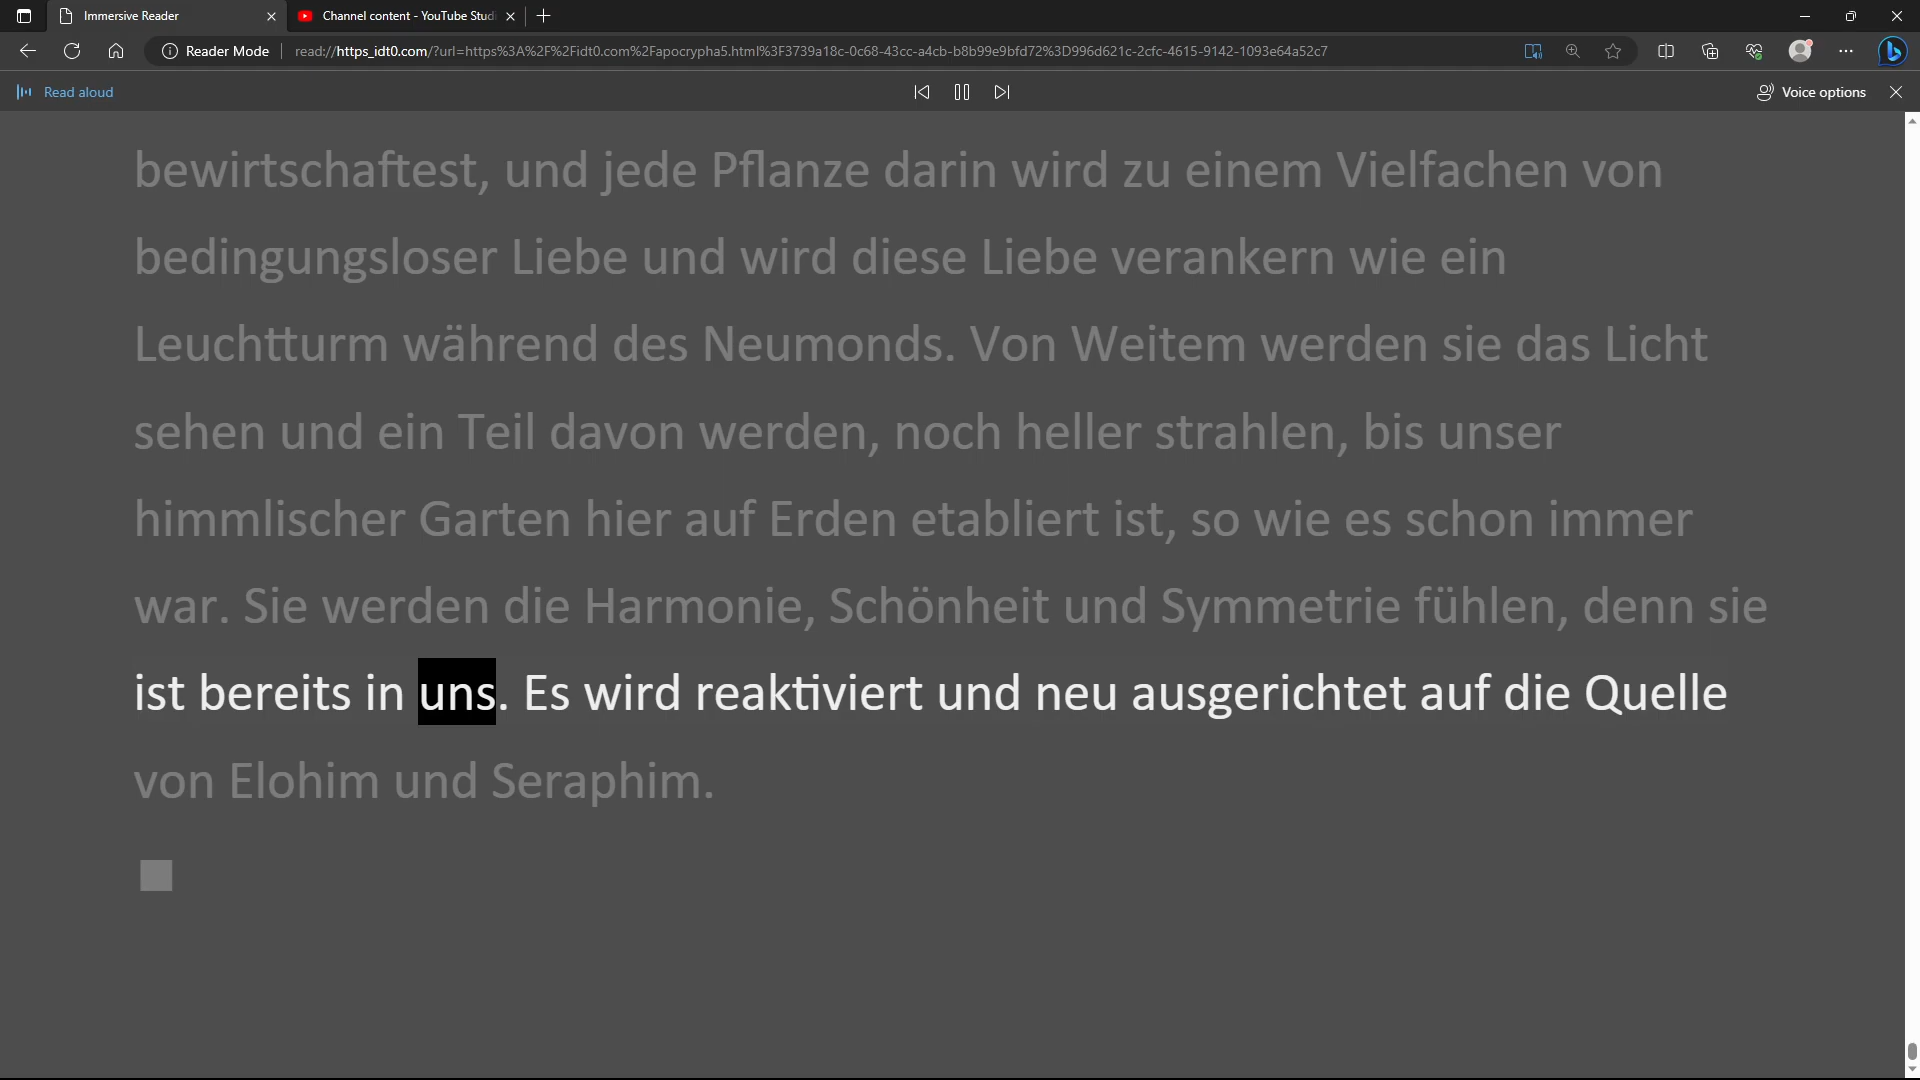 Immersive Reader
Channel content - YouTube Studi
Reader Mode
read://https_idt0.com/?url=https%3A%2F%2Fidt0.com%2Fapocrypha5.html%3F3739a18c-0c68-43cc-a4cb-b8b99e9bfd72%3D996d621c-2cfc-4615-9142-1093e64a52c7
Read aloud
Voice options
bewirtschaftest, und jede Pflanze darin wird zu einem Vielfachen von
bedingungsloser Liebe und wird diese Liebe verankern wie ein
Leuchtturm während des Neumonds. Von Weitem werden sie das Licht
sehen und ein Teil davon werden, noch heller strahlen, bis unser
himmlischer Garten hier auf Erden etabliert ist, so wie es schon immer
war. Sie werden die Harmonie, Schönheit und Symmetrie fühlen, denn sie
ist bereits in uns. Es wird reaktiviert und neu ausgerichtet auf die Quelle
von Elohim und Seraphim.